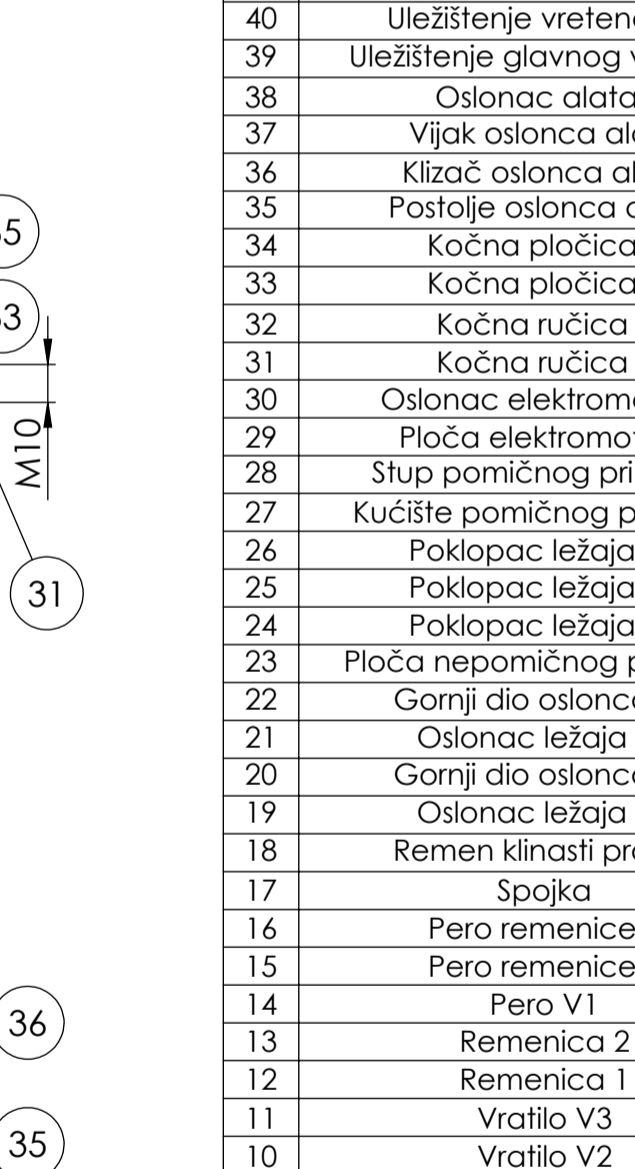 40 Uležištenje
39 Uležištenje glavnog
38 Oslonac alata
37 Vijak oslonca
36 Klizač oslonca
35 Postolje oslonca
34 Kočna pločica
33 Kočna pločica
32 Kočna ručica
31 Kočna ručica
30 Oslonac
29 Ploča
28 Stup pomičnog
27 Kućište pomičnog
26 Poklopac ležaja
25 Poklopac ležaja
24 Poklopac ležaja
23 Ploča nepomičnog
22 Gornji dio
21 Oslonac ležaja
20 Gornji dio
19 Oslonac ležaja
18 Remen klinasti
17 Spojka
16 Pero remenice
15 Pero remenice
14 Pero V1
13 Remenica 2
12 Remenica 1
11 Vratilo V3
10 Vratilo V2
M10
31
36
35